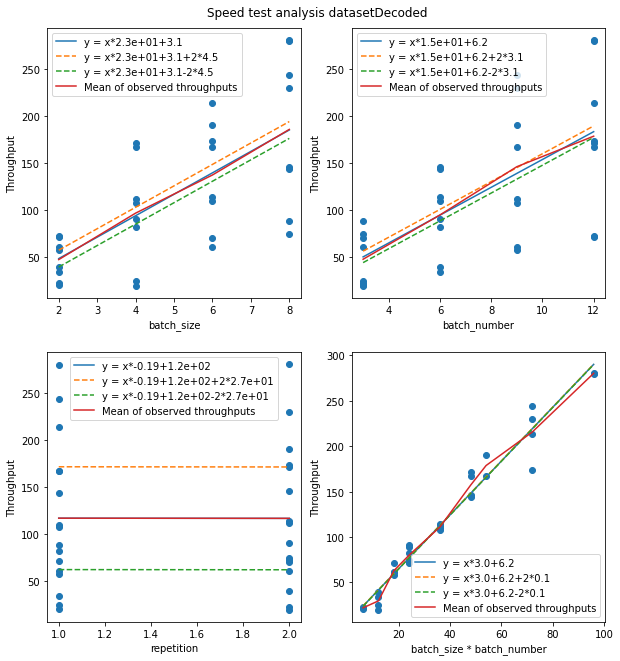 Speed test analysis datasetDecoded
y = x*2.3e+01+3.1
y = x*2.3e+01+3.1+2*4.5
y = x*2.3e+01+3.1-2*4.5
Mean of observed throughputs
250
200
150
100
50
Throughput
2 3 4 5 6 7 8
batch_size
y = x*1.5e+01+6.2
y = x*1.5e+01+6.2+2*3.1
y = x*1.5e+01+6.2-2*3.1
Mean of observed throughputs
250
200
150
100
50
Throughput
4 6 8 10 12
batch_number
y = x*-0.19+1.2e+02
y = x*-0.19+1.2e+02+2*2.7e+01
y = x*-0.19+1.2e+02-2*2.7e+01
Mean of observed throughputs
250
200
150
100
50
Throughput
1.0 1.2 1.4 1.6 1.8 2.0
repetition
300
250
200
150
100
50
Throughput
y = x*3.0+6.2
y = x*3.0+6.2+2*0.1
y = x*3.0+6.2-2*0.1
Mean of observed throughputs
20 40 60 80 100
batch_size * batch_number